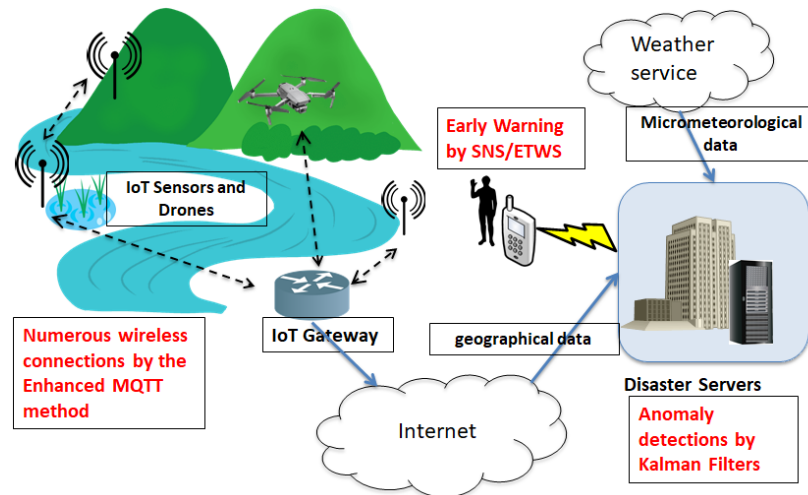 Weather
service
Micrometeorological
data
Early Warning
by SNS/ETWS
IoT Sensors and
Drones
IoT Gateway
Numerous wireless
connections by the
Enhanced MQTT
method
geographical data
Internet
Disaster Servers
Anomaly
detections by
Kalman Filters